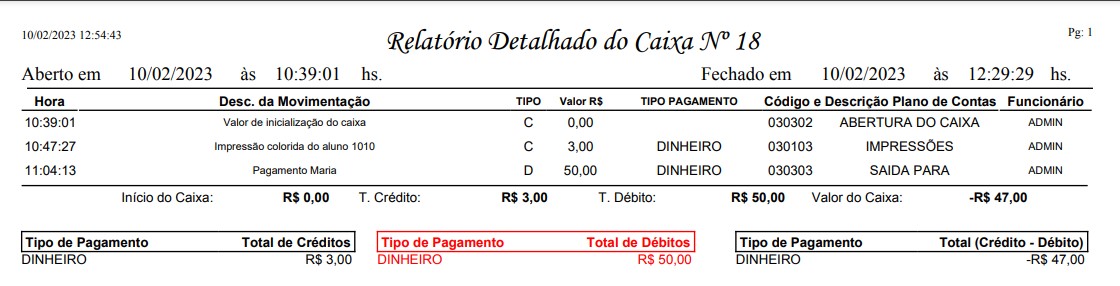 10/02/2023 12:54:43
Relatório Detalhado do Caixa Nº 18
Pg: 1
Aberto em 10/02/2023 às 10:39:01 hs. Fechado em 10/02/2023 às 12:29:29 hs.
Hora Desc. da Movimentação TIPO Valor R$ TIPO PAGAMENTO Código e Descrição Plano de Contas Funcionário
10:39:01 Valor de inicialização do caixa C 0,00 030302 ABERTURA DO CAIXA ADMIN
10:47:27 Impressão colorida do aluno 1010 C 3,00 DINHEIRO 030103 IMPRESSÕES ADMIN
11:04:13 Pagamento Maria D 50,00 DINHEIRO 030303 SAIDA PARA ADMIN
Início do Caixa: R$ 0,00 T. Crédito: R$ 3,00 T. Débito: R$ 50,00 Valor do Caixa: -R$ 47,00
Tipo de Pagamento Total de Créditos Tipo de Pagamento Total de Débitos Tipo de Pagamento Total (Crédito - Débito)
DINHEIRO R$ 3,00 DINHEIRO R$ 50,00 DINHEIRO -R$ 47,00